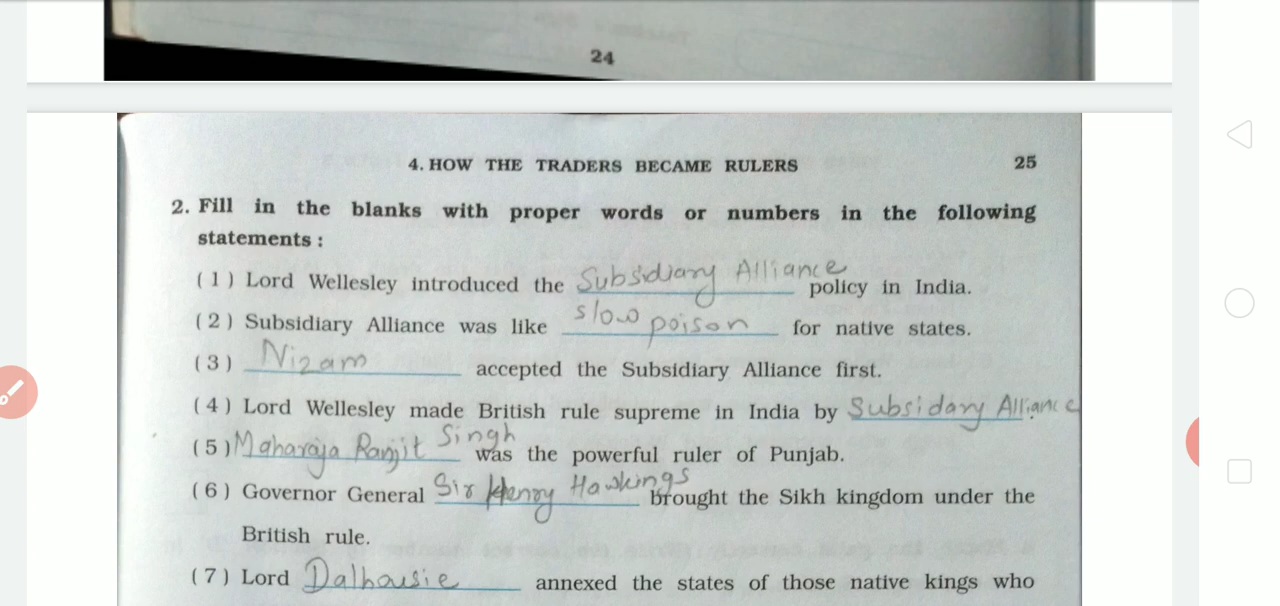 24
4. HOW THE TRADERS BECAME RULERS 25
2. Fill in the blanks with proper words or numbers in the following
statements :
( 1 ) Lord Wellesley introduced the Subsidiary Alliance policy in India.
( 2 ) Subsidiary Alliance was like slow poison for native states.
( 3 ) Nizam accepted the Subsidiary Alliance first.
( 4 ) Lord Wellesley made British rule supreme in India by Subsidary Alliance.
( 5 ) Maharaja Ranjit Singh was the powerful ruler of Punjab.
( 6 ) Governor General Sir Henry Hawkings brought the Sikh kingdom under the
British rule.
( 7 ) Lord Dalhousie annexed the states of those native kings who